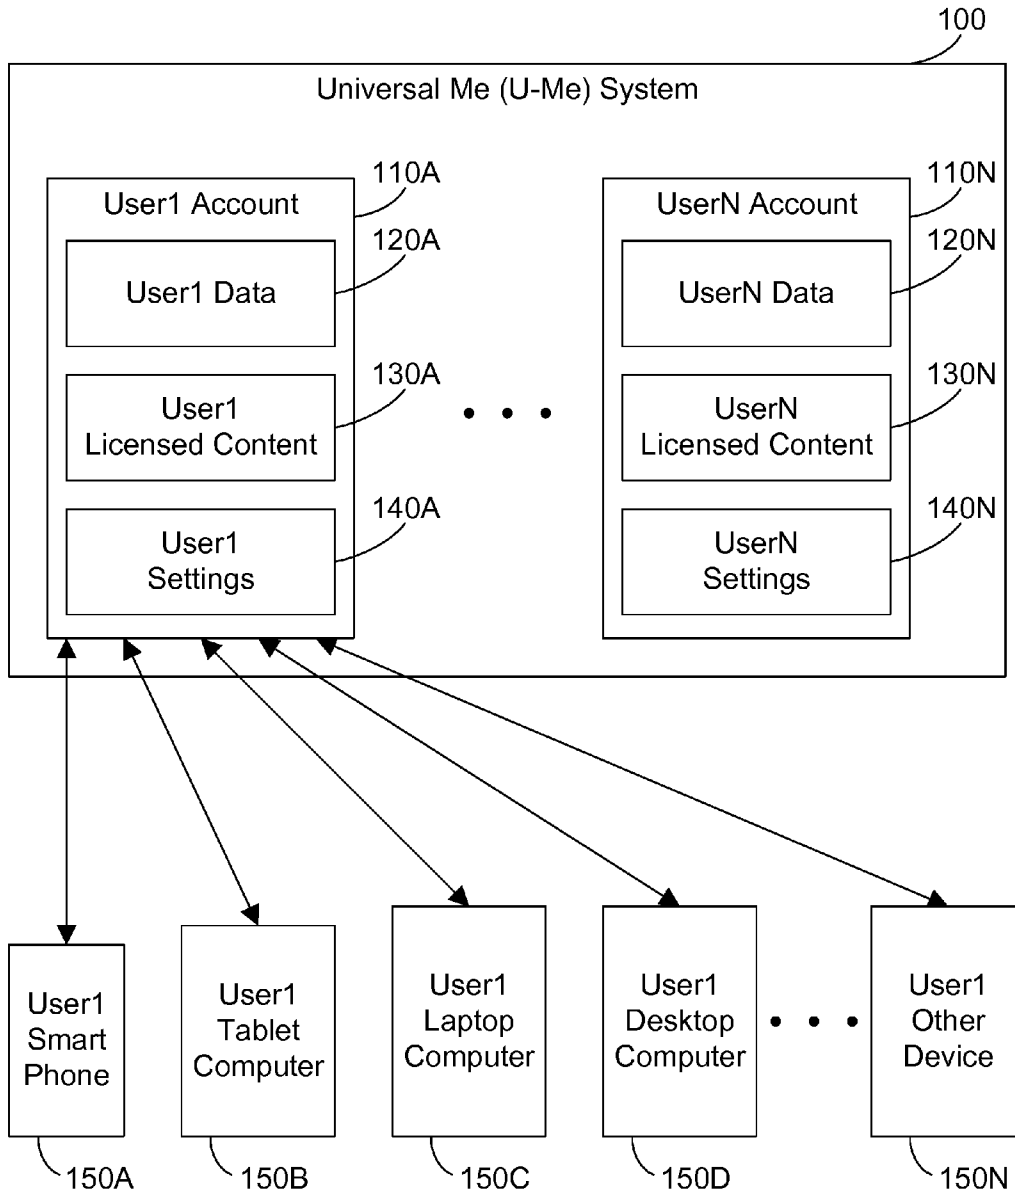 100
Universal Me (U-Me) System
110A
User1 Account
120A
User1 Data
130A
User1
Licensed Content
140A
User1
Settings
110N
UserN Account
120N
UserN Data
130N
UserN
Licensed Content
140N
UserN
Settings
User1
Smart
Phone
User1
Tablet
Computer
User1
Laptop
Computer
User1
Desktop
Computer
User1
Other
Device
150A
150B
150C
150D
150N